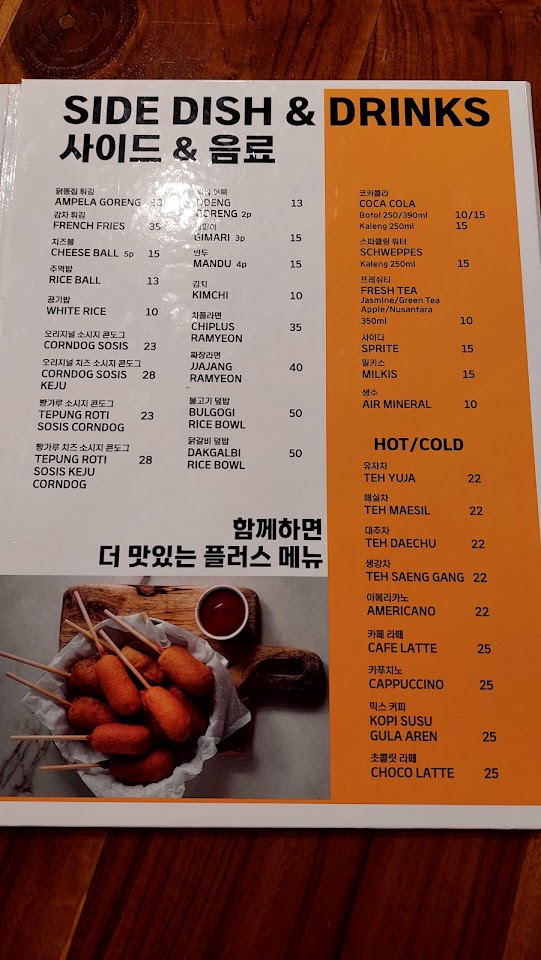 SIDE DISH & DRINKS
사이드 & 음료
닭똥집 튀김
AMPELA GORENG
감자 튀김
FRENCH FRIES 35
치즈볼
CHEESE BALL 5p 15
주먹밥
RICE BALL 13
공기밥
WHITE RICE 10
오리지널 소시지 콘도그
CORNDOG SOSIS 23
오리지널 치즈 소시지 콘도그
CORNDOG SOSIS 28
KEJU
빵가루 소시지 콘도그
TEPUNG ROTI 23
SOSIS CORNDOG
빵가루 치즈 소시지 콘도그
TEPUNG ROTI 28
SOSIS KEJU
CORNDOG
어묵
ODENG 13
GORENG 2p
GIMARI 3p 15
만두
MANDU 4p 15
김치
KIMCHI 10
치플라면
CHIPLUS 35
RAMYEON
짜장라면
JJAJANG 40
RAMYEON
불고기 덮밥
BULGOGI 50
RICE BOWL
닭갈비 덮밥
DAKGALBI 50
RICE BOWL
함께하면
더 맛있는 플러스 메뉴
코카콜라
COCA COLA
Botol 250/390ml 10/15
Kaleng 250ml 15
스파클링 워터
SCHWEPPES
Kaleng 250ml 15
프레쉬티
FRESH TEA
Jasmine/Green Tea
Apple/Nusantara
350ml 10
사이다
SPRITE 15
밀키스
MILKIS 15
생수
AIR MINERAL 10
HOT/COLD
유자차
TEH YUJA 22
매실차
TEH MAESIL 22
대추차
TEH DAECHU 22
생강차
TEH SAENG GANG 22
아메리카노
AMERICANO 22
카페 라떼
CAFE LATTE 25
카푸치노
CAPPUCCINO 25
믹스 커피
KOPI SUSU
GULA AREN 25
초콜릿 라떼
CHOCO LATTE 25